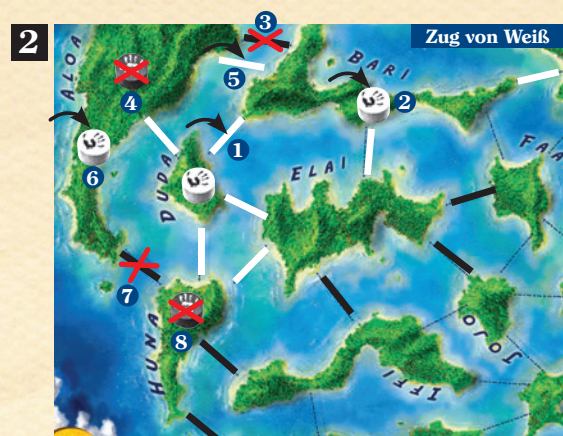 2
Zug von Weiß
3
ALOA
BARI
5
4
2
1
6
DUDA
ELAI
FAA
7
8
HUNA
IFFI
JOJO